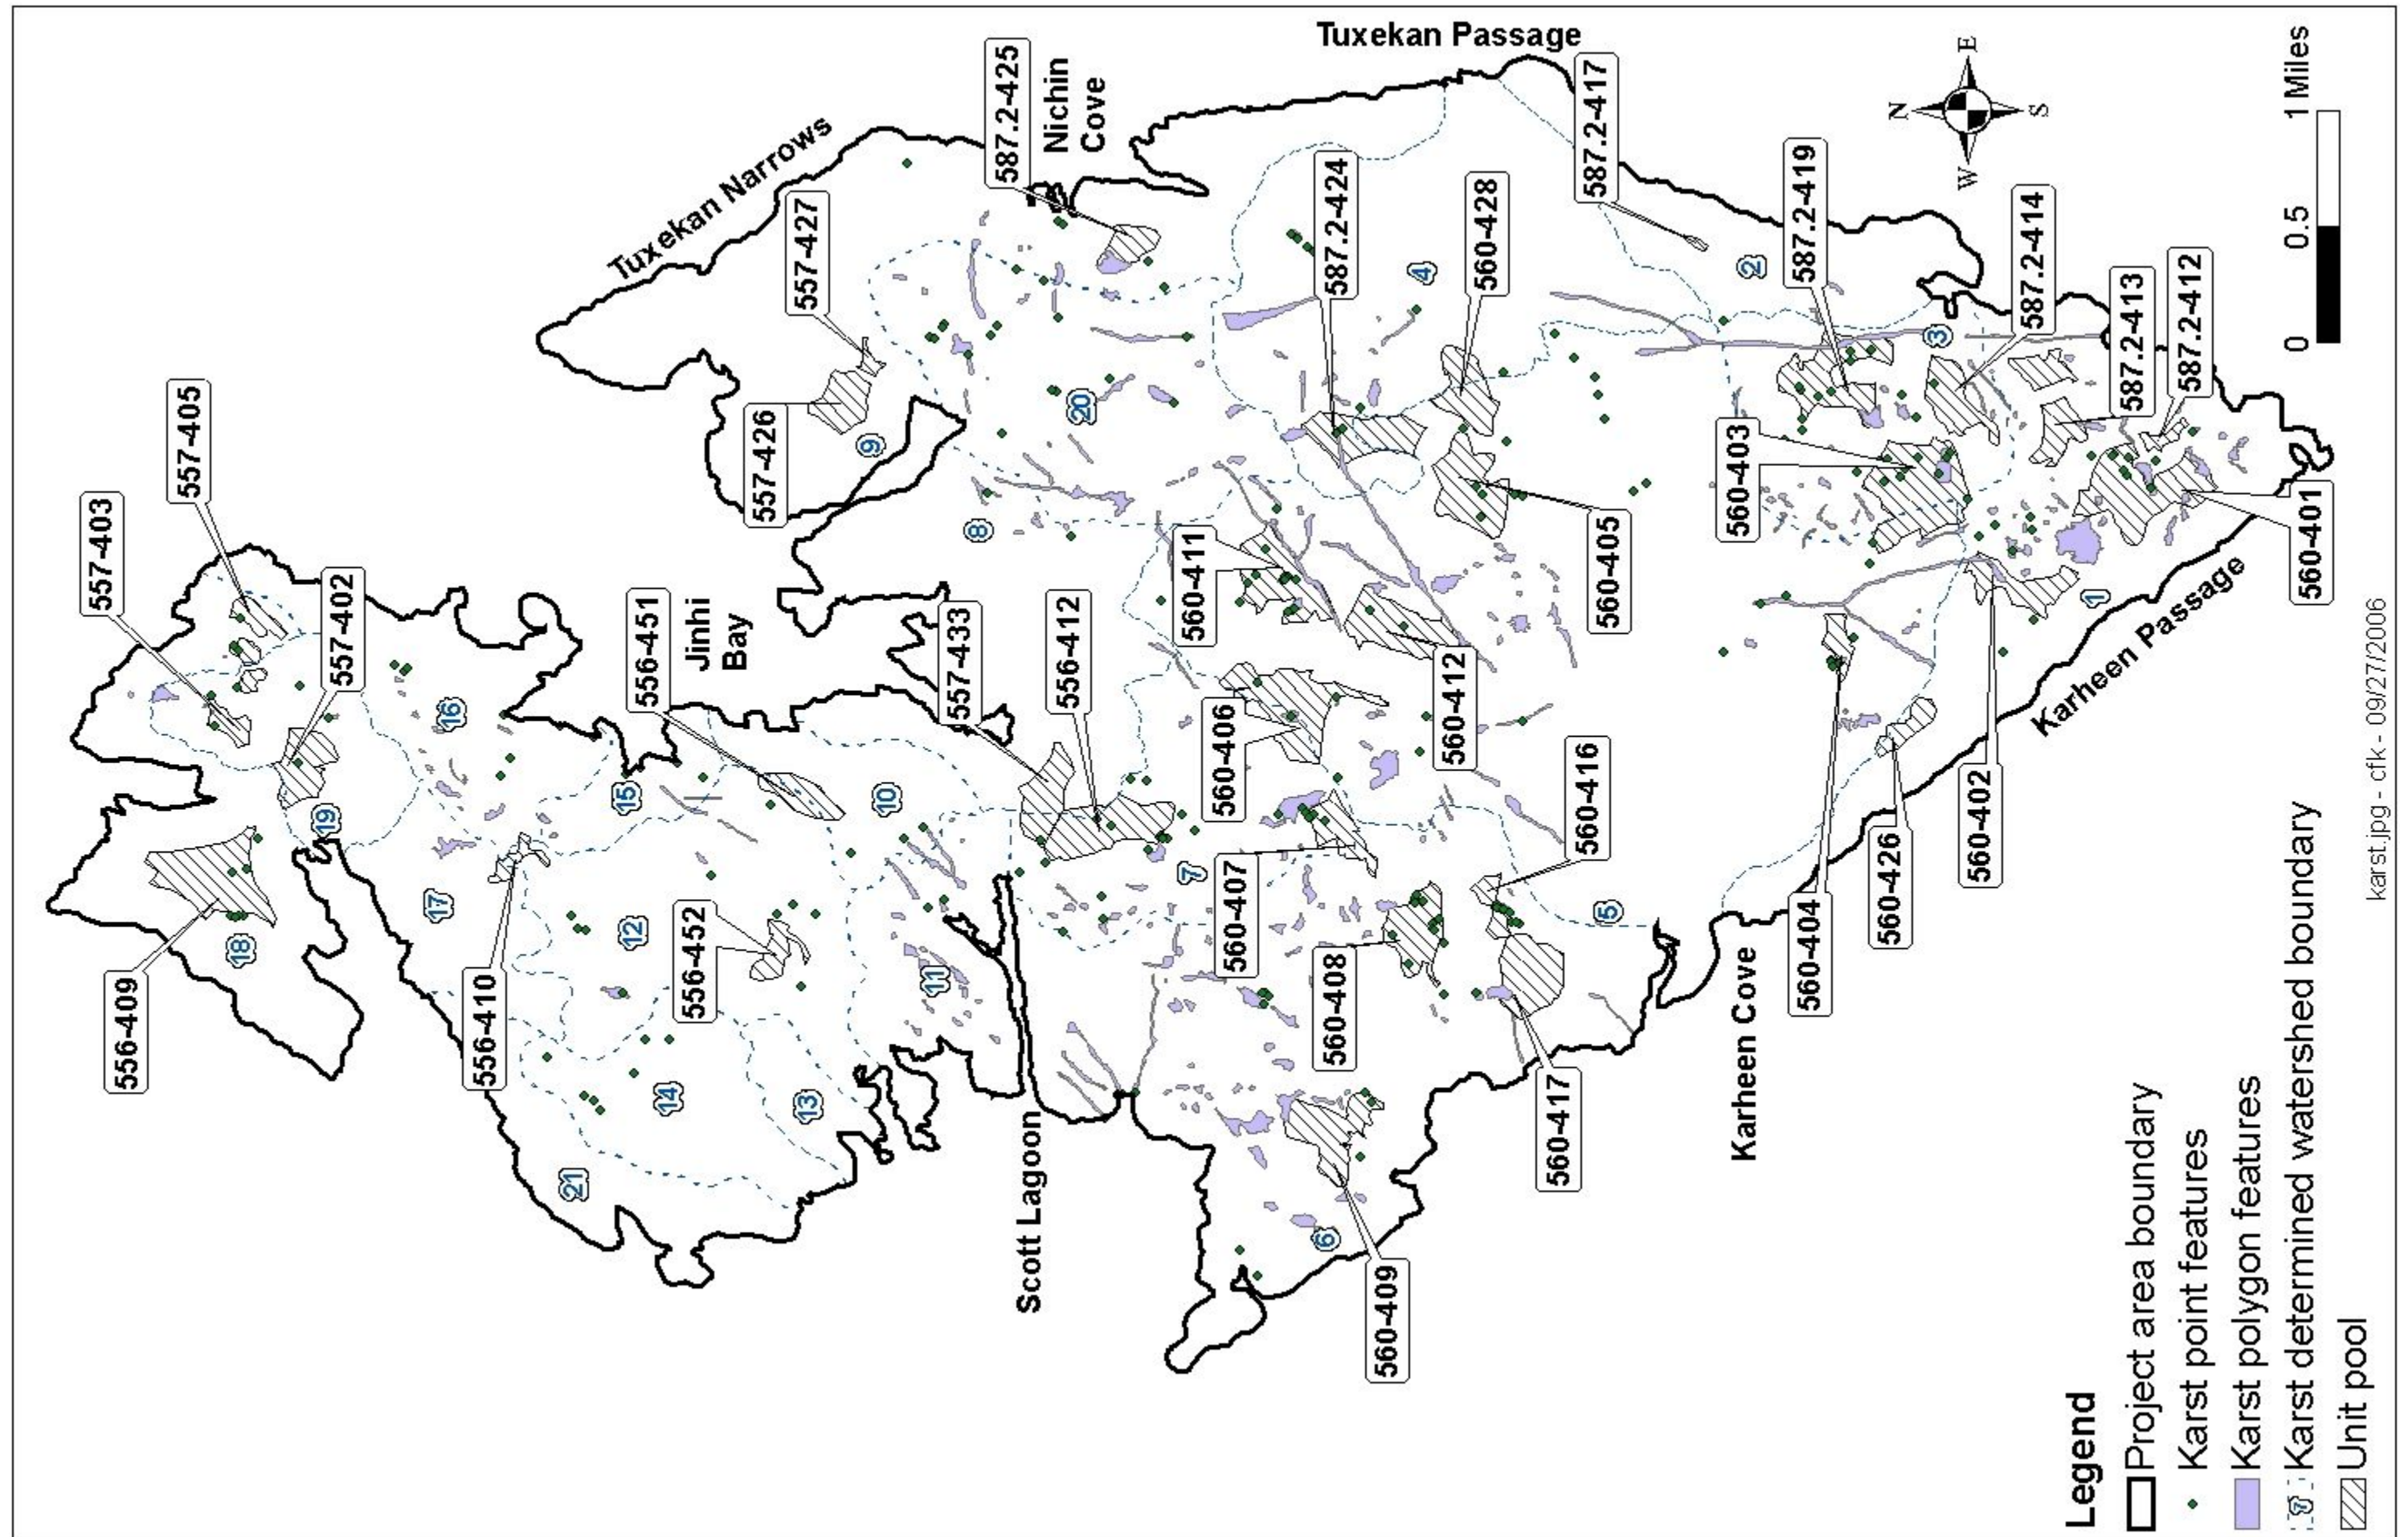 Tuxekan Passage
Tuxekan Narrows
Nichin
Cove
587.2-425
587.2-417
557-427
587.2-424
587.2-419
560-428
587.2-414
587.2-413
587.2-412
557-405
557-426
557-403
557-402
560-403
560-411
560-405
560-401
556-451
Jinhi
Bay
557-433
556-412
560-412
560-406
560-416
Karheen Passage
560-402
560-426
560-404
560-407
560-408
560-417
560-409
556-452
556-410
556-409
Karheen Cove
Scott Lagoon
1
2
3
4
5
6
7
8
9
10
11
12
13
14
15
16
17
18
19
20
21
N
E
S
W
0
0.5
1 Miles
Legend
Project area boundary
Karst point features
Karst polygon features
7
Karst determined watershed boundary
Unit pool
karst.jpg - cfk - 09/27/2006